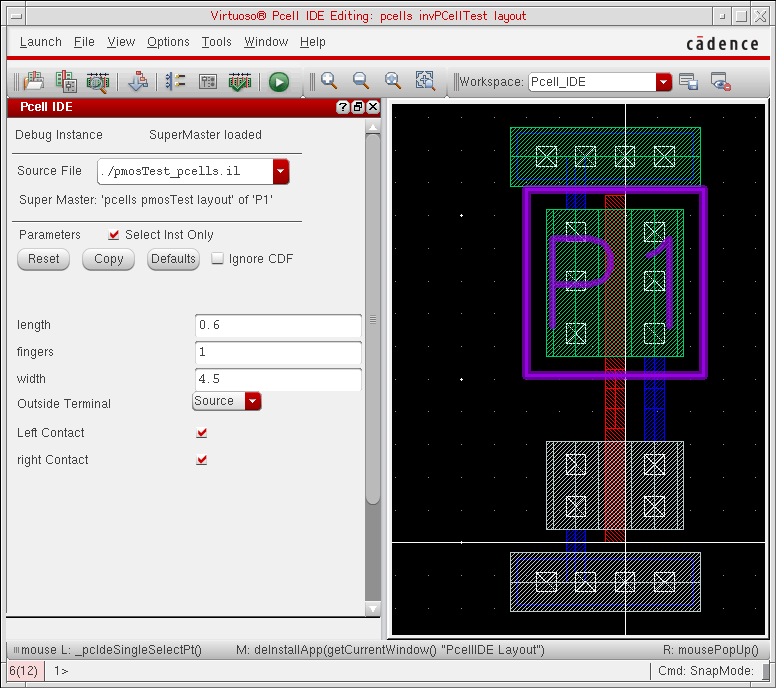 Virtuoso® Pcell IDE Editing: pcells invPCellTest layout
Launch File View Options Tools Window Help
cādence
Workspace: Pcell_IDE
Pcell IDE
Debug Instance SuperMaster loaded
Source File ./pmosTest_pcells.il
Super Master: 'pcells pmosTest layout' of 'P1'
Parameters Select Inst Only
Reset Copy Defaults Ignore CDF
length 0.6
fingers 1
width 4.5
Outside Terminal Source
Left Contact
right Contact
P1
mouse L: _pcIdeSingleSelectPt() M: deInstallApp(getCurrentWindow() "PcellIDE Layout") R: mousePopUp()
6(12) 1> Cmd: SnapMode: